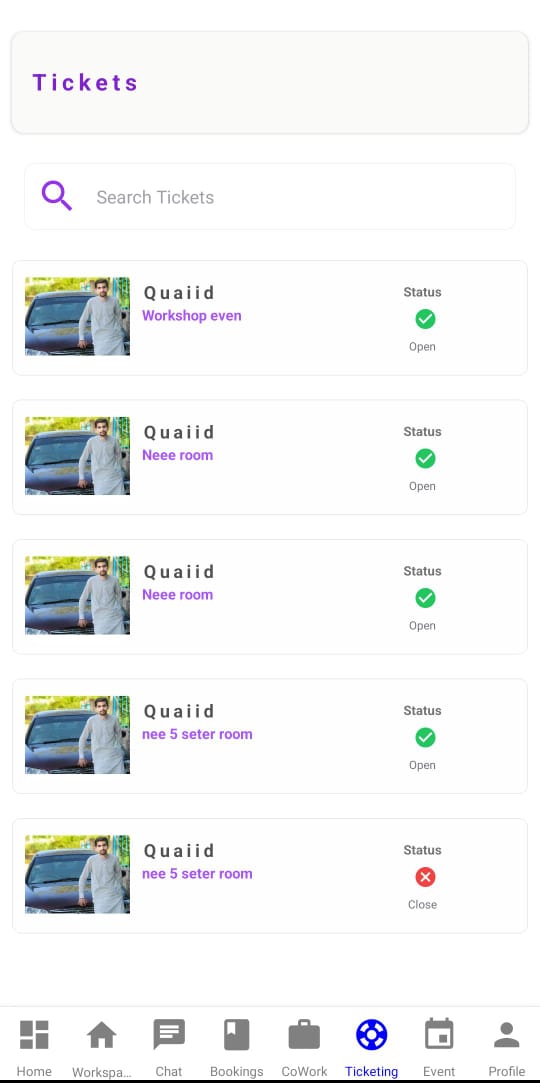 Tickets
Search Tickets
Quaiid
Status
Workshop even
Open
Quaiid
Status
Neee room
Open
Quaiid
Status
Neee room
Open
Quaiid
Status
nee 5 seter room
Open
Quaiid
Status
nee 5 seter room
Close
Home Workspa... Chat Bookings CoWork Ticketing Event Profile